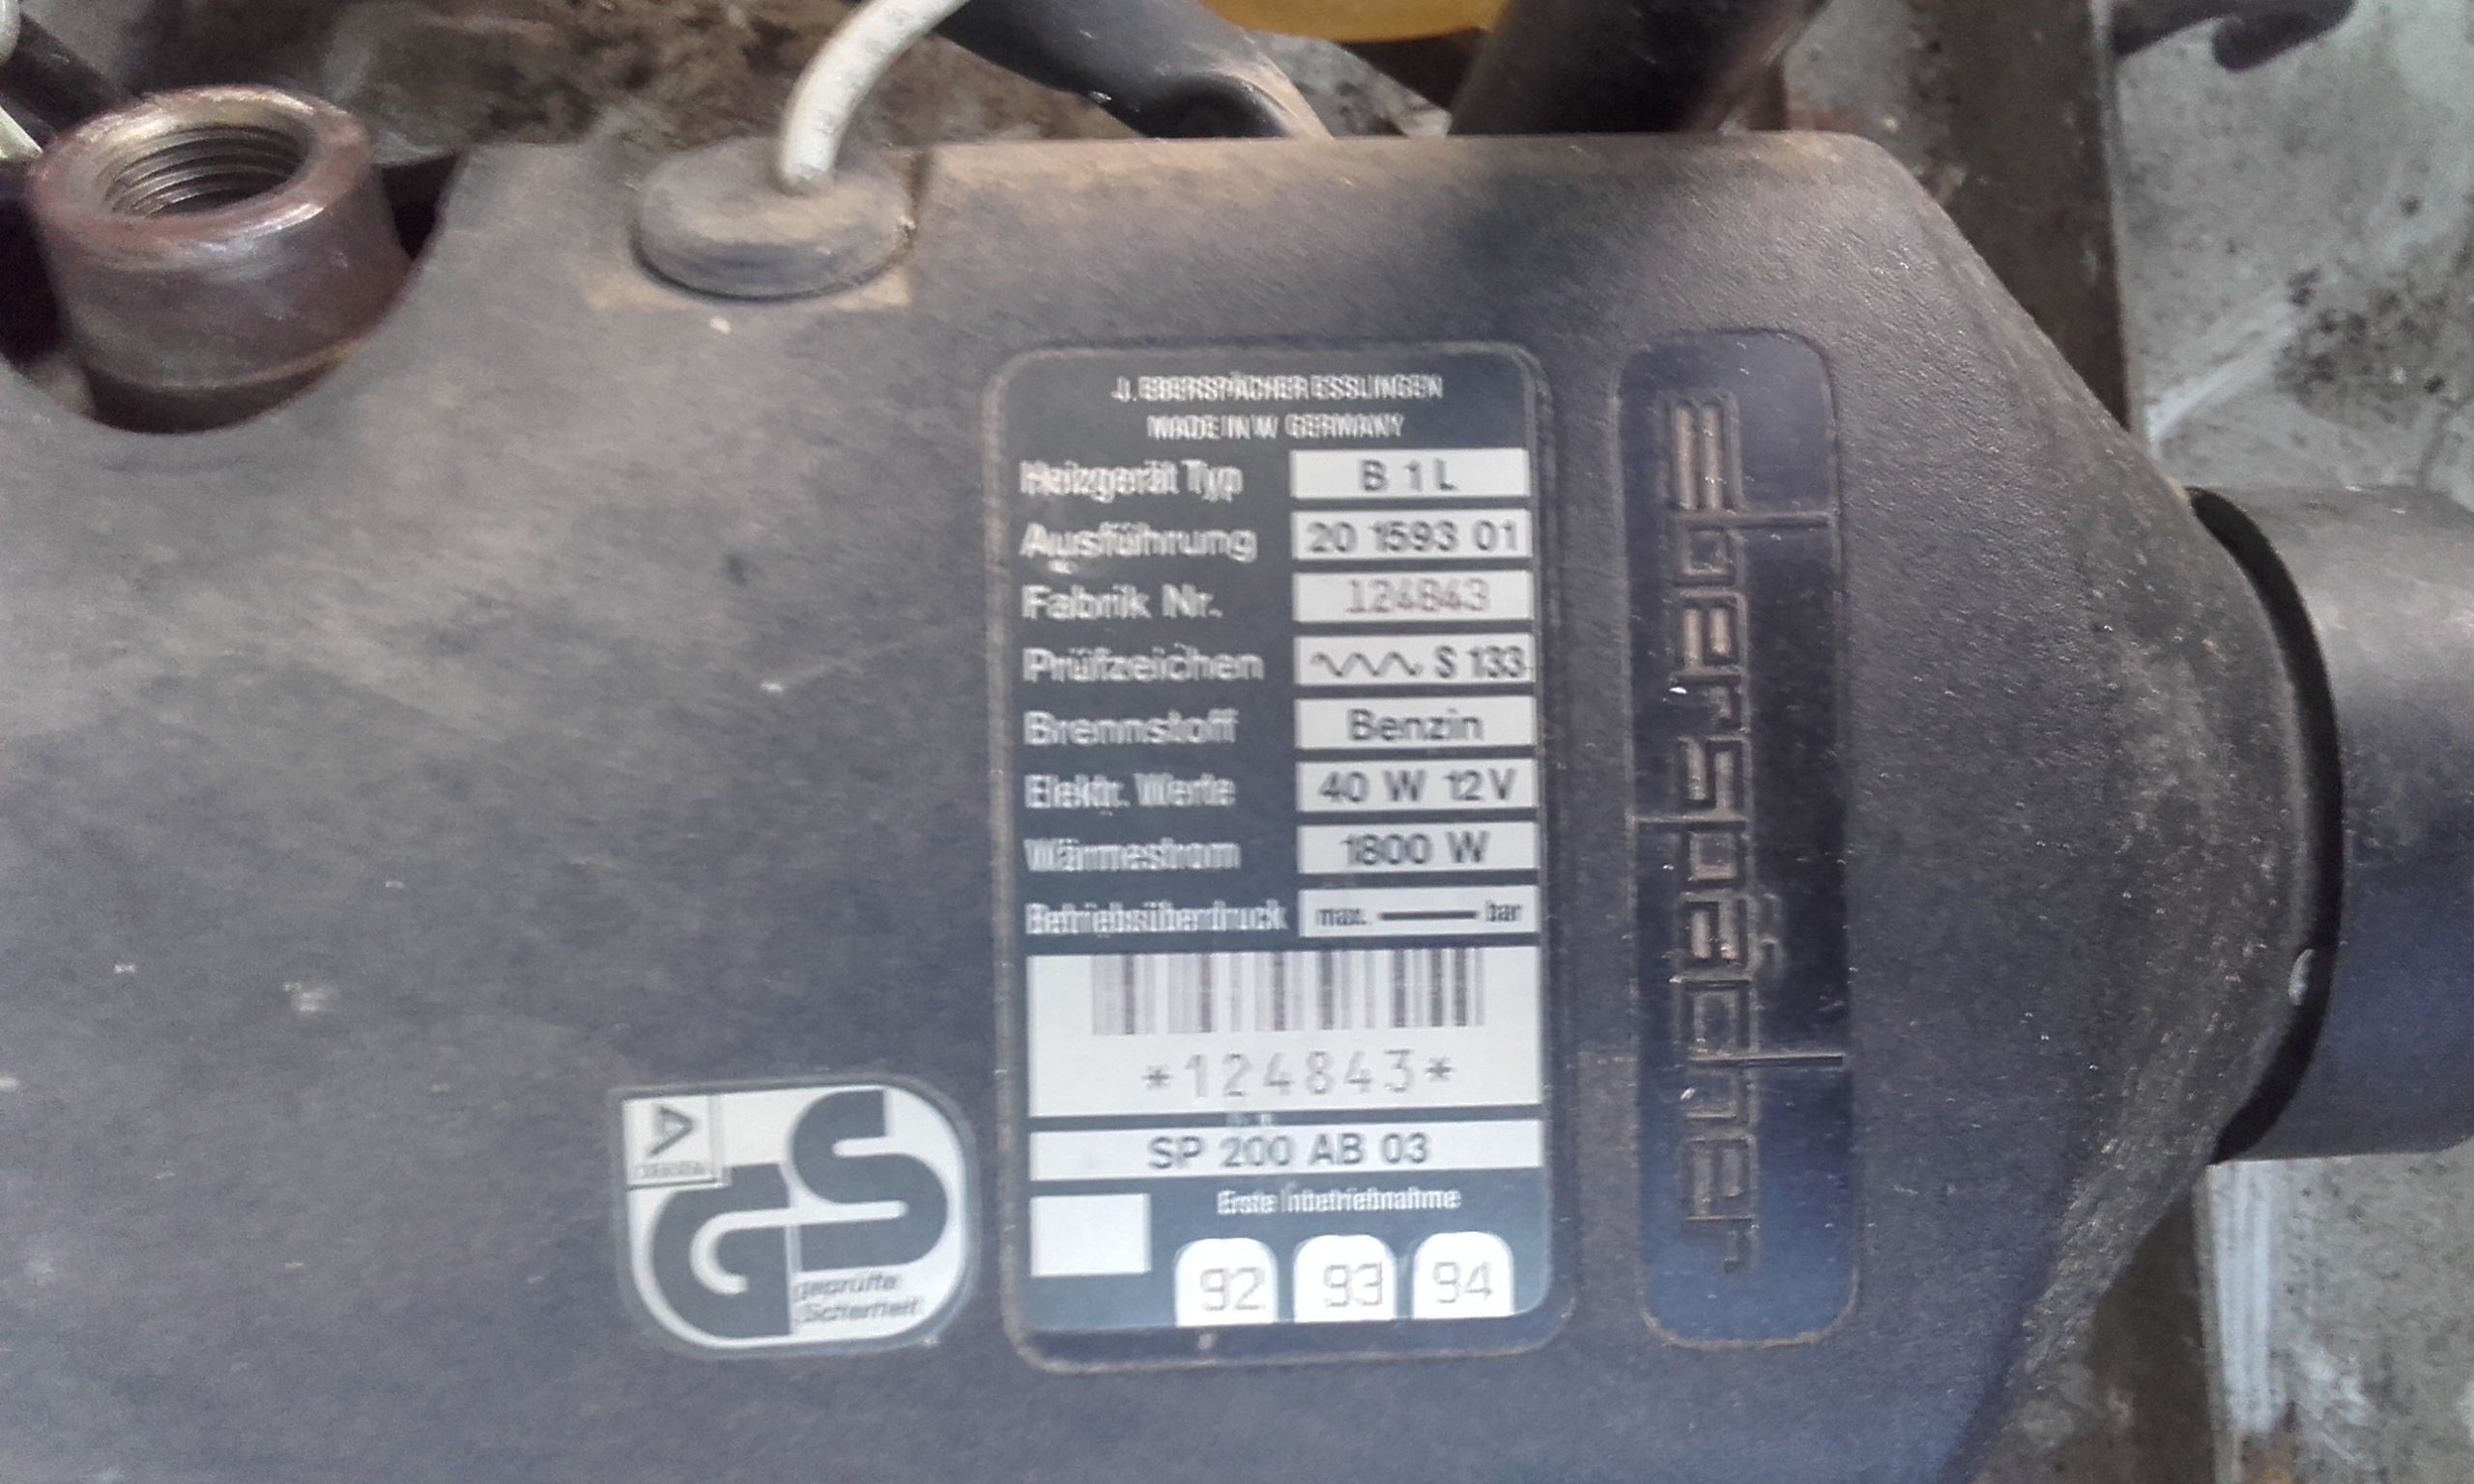 J. EBERSPÄCHER ESSLINGEN
MADE IN W GERMANY
Heizgerät Typ B 1 L
Ausführung 20 1593 01
Fabrik Nr. 124843
Prüfzeichen S 133
Brennstoff Benzin
Elektr. Werte 40 W 12 V
Wärmestrom 1800 W
Betriebsüberdruck max. bar
*124843*
SP 200 AB 03
Erste Inbetriebnahme
92 93 94
DEKRA
GS
geprüfte
Sicherheit
eberspächer